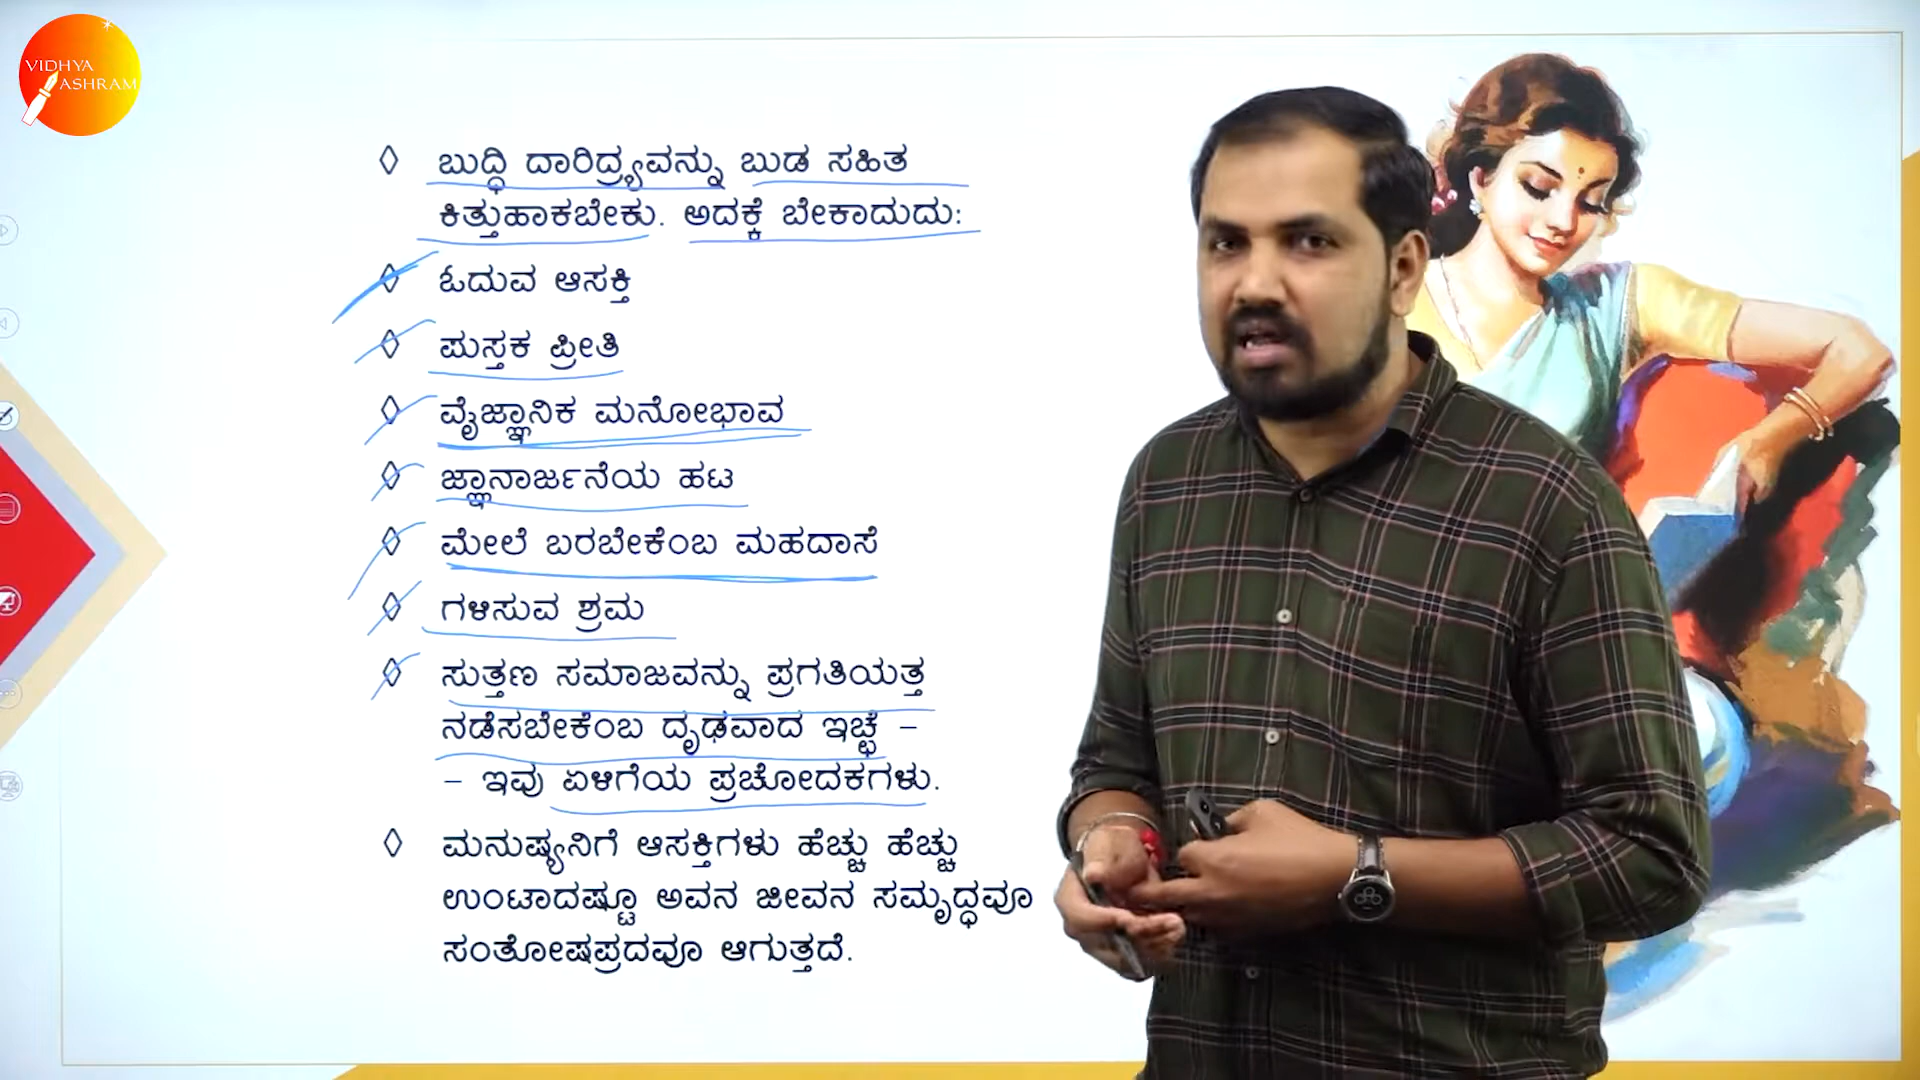 VIDHYA
ASHRAM
ಬುದ್ಧಿ ದಾರಿದ್ರ್ಯವನ್ನು ಬುಡ ಸಹಿತ
ಕಿತ್ತುಹಾಕಬೇಕು. ಅದಕ್ಕೆ ಬೇಕಾದುದು:
ಓದುವ ಆಸಕ್ತಿ
ಪುಸ್ತಕ ಪ್ರೀತಿ
ವೈಜ್ಞಾನಿಕ ಮನೋಭಾವ
ಜ್ಞಾನಾರ್ಜನೆಯ ಹಟ
ಮೇಲೆ ಬರಬೇಕೆಂಬ ಮಹದಾಸೆ
ಗಳಿಸುವ ಶ್ರಮ
ಸುತ್ತಣ ಸಮಾಜವನ್ನು ಪ್ರಗತಿಯತ್ತ
ನಡೆಸಬೇಕೆಂಬ ದೃಢವಾದ ಇಚ್ಛೆ –
– ಇವು ಏಳಿಗೆಯ ಪ್ರಚೋದಕಗಳು.
ಮನುಷ್ಯನಿಗೆ ಆಸಕ್ತಿಗಳು ಹೆಚ್ಚು ಹೆಚ್ಚು
ಉಂಟಾದಷ್ಟೂ ಅವನ ಜೀವನ ಸಮೃದ್ಧವೂ
ಸಂತೋಷಪ್ರದವೂ ಆಗುತ್ತದೆ.